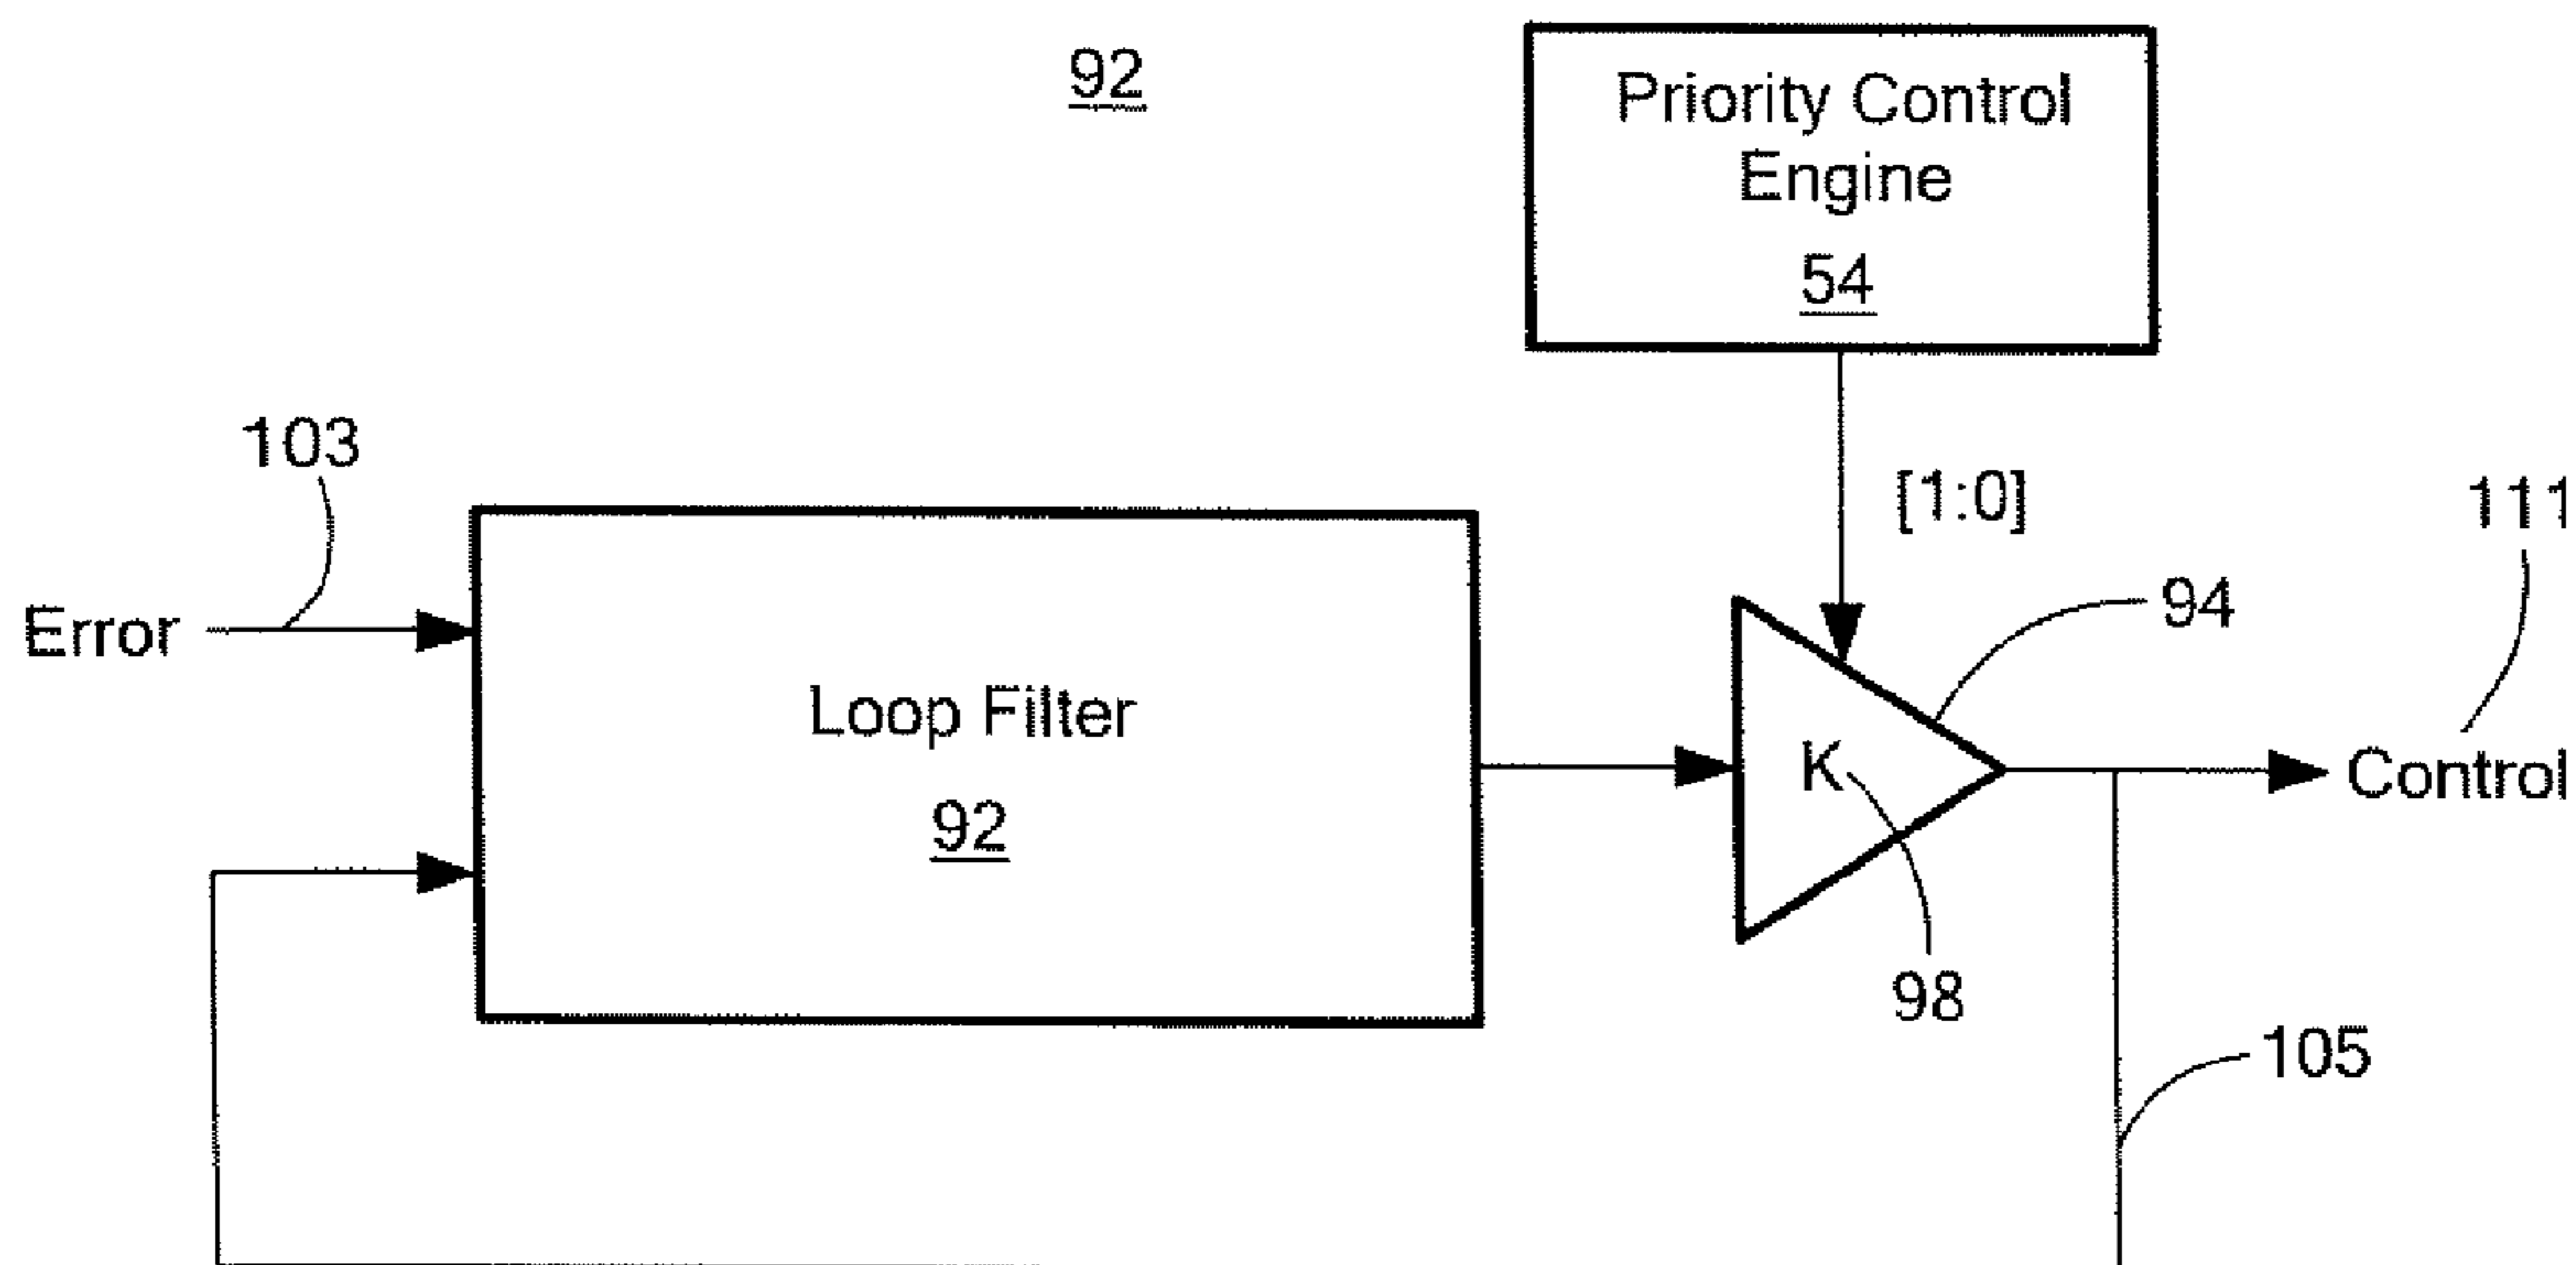 92
Priority Control
Engine
54
103
[1:0]
111
Error
94
Loop Filter
92
K
Control
98
105